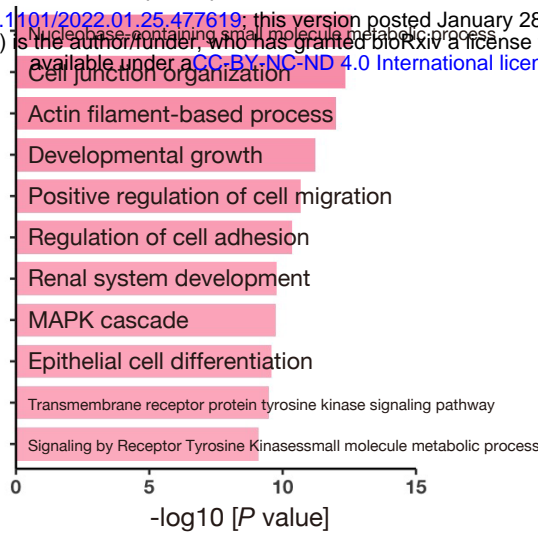 .1101/2022.01.25.477619; this version posted January 28
Nucleobase-containing small molecule metabolic process
) is the author/funder, who has granted bioRxiv a license
available under aCC-BY-NC-ND 4.0 International licen
Cell junction organization
Actin filament-based process
Developmental growth
Positive regulation of cell migration
Regulation of cell adhesion
Renal system development
MAPK cascade
Epithelial cell differentiation
Transmembrane receptor protein tyrosine kinase signaling pathway
Signaling by Receptor Tyrosine Kinasessmall molecule metabolic process
0 5 10 15
-log10 [P value]